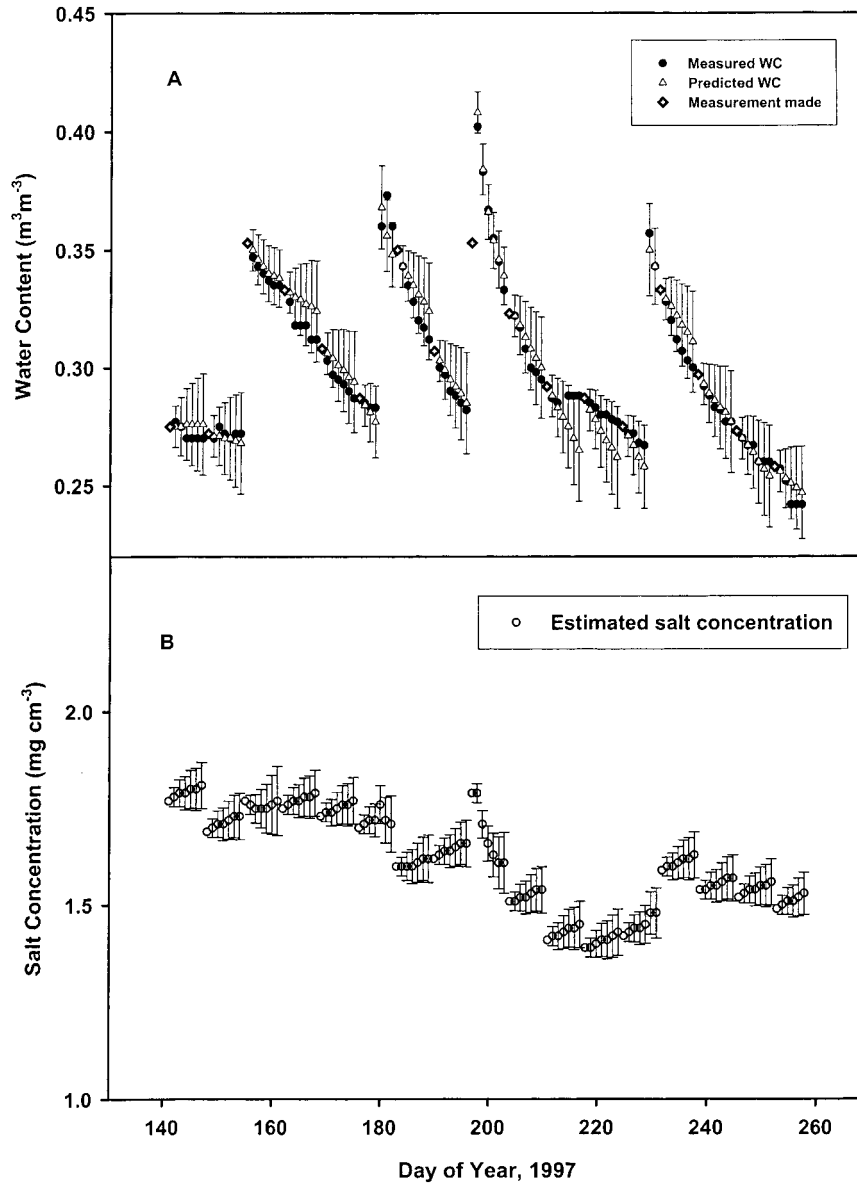 0.45
A
Measured WC
Predicted WC
Measurement made
0.40
0.35
0.30
0.25
Water Content (m³m⁻³)
B
Estimated salt concentration
2.0
1.5
1.0
Salt Concentration (mg cm⁻³)
140 160 180 200 220 240 260
Day of Year, 1997